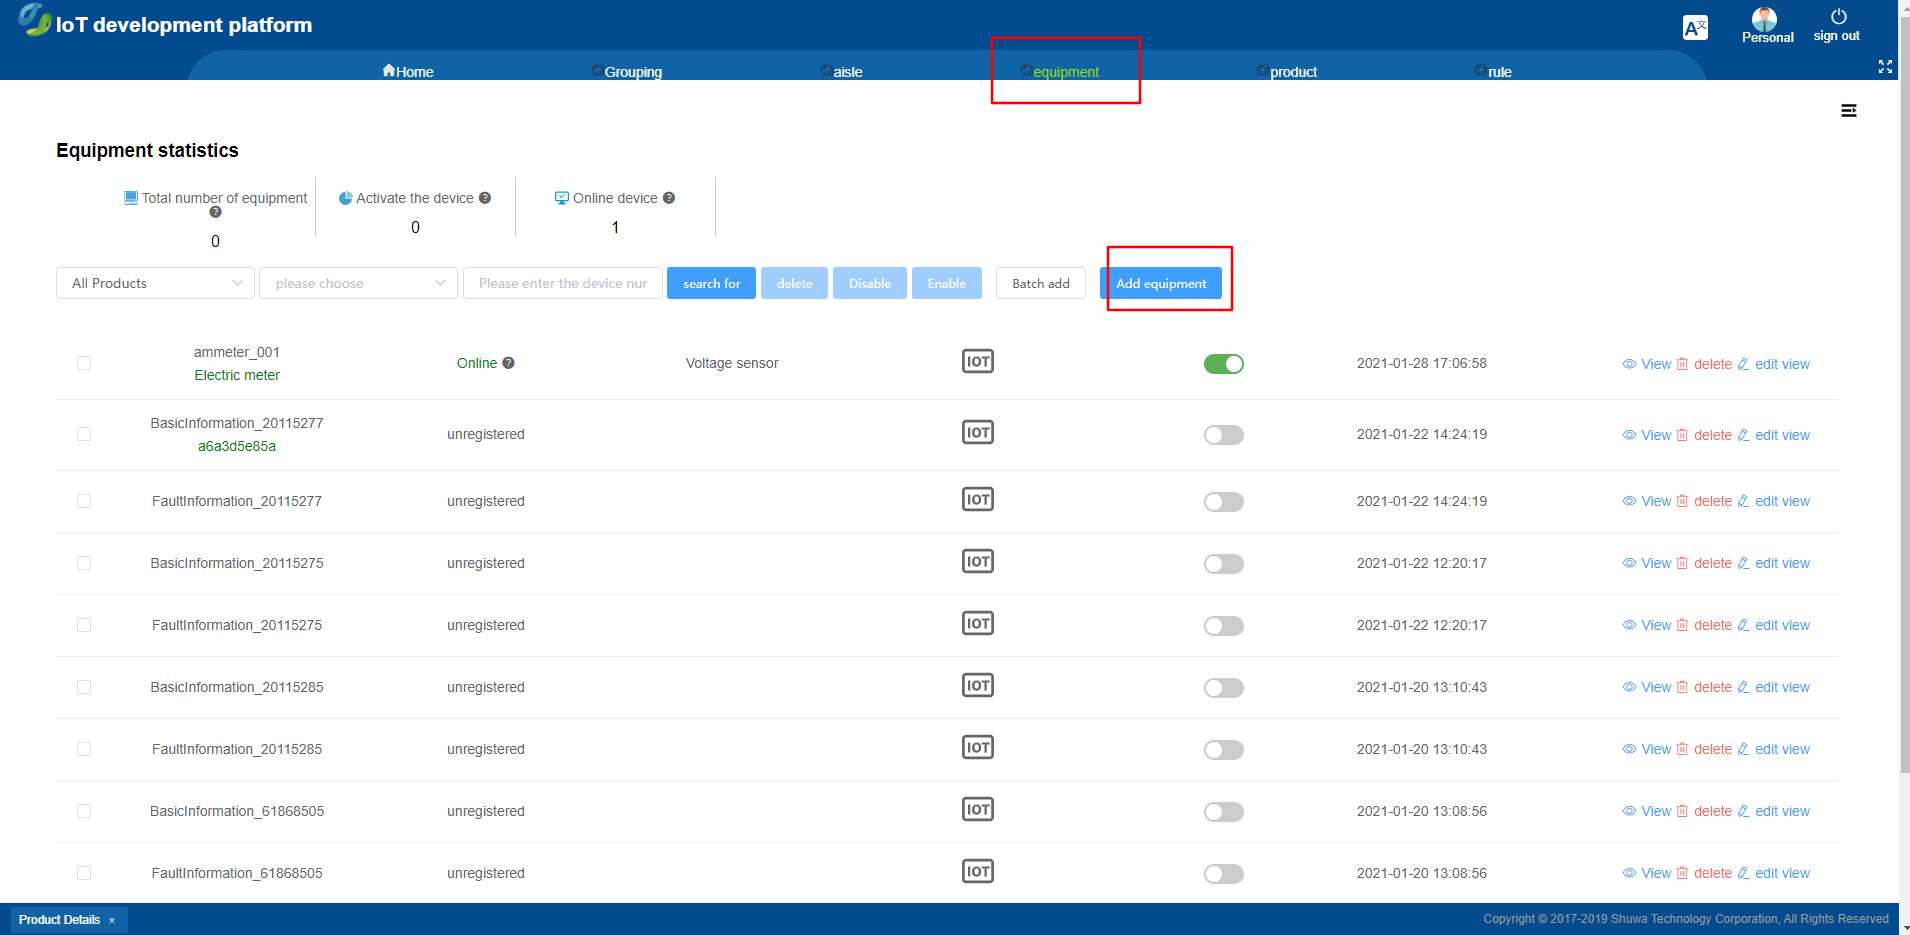 IoT development platform
A文
Personal
sign out
Home
Grouping
aisle
equipment
product
rule
Equipment statistics
Total number of equipment ?
0
Activate the device ?
0
Online device ?
1
All Products
please choose
Please enter the device nur
search for
delete
Disable
Enable
Batch add
Add equipment
ammeter_001
Electric meter
Online ?
Voltage sensor
IOT
2021-01-28 17:06:58
View delete edit view
BasicInformation_20115277
a6a3d5e85a
unregistered
IOT
2021-01-22 14:24:19
View delete edit view
FaultInformation_20115277
unregistered
IOT
2021-01-22 14:24:19
View delete edit view
BasicInformation_20115275
unregistered
IOT
2021-01-22 12:20:17
View delete edit view
FaultInformation_20115275
unregistered
IOT
2021-01-22 12:20:17
View delete edit view
BasicInformation_20115285
unregistered
IOT
2021-01-20 13:10:43
View delete edit view
FaultInformation_20115285
unregistered
IOT
2021-01-20 13:10:43
View delete edit view
BasicInformation_61868505
unregistered
IOT
2021-01-20 13:08:56
View delete edit view
FaultInformation_61868505
unregistered
IOT
2021-01-20 13:08:56
View delete edit view
Product Details ×
Copyright © 2017-2019 Shuwa Technology Corporation, All Rights Reserved